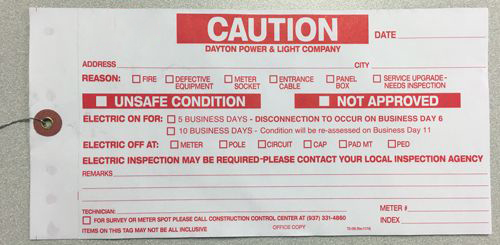 CAUTION
DAYTON POWER & LIGHT COMPANY
DATE
ADDRESS CITY
REASON: FIRE DEFECTIVE EQUIPMENT METER SOCKET ENTRANCE CABLE PANEL BOX SERVICE UPGRADE - NEEDS INSPECTION
UNSAFE CONDITION NOT APPROVED
ELECTRIC ON FOR: 5 BUSINESS DAYS - DISCONNECTION TO OCCUR ON BUSINESS DAY 6
10 BUSINESS DAYS - Condition will be re-assessed on Business Day 11
ELECTRIC OFF AT: METER POLE CIRCUIT CAP PAD MT PED
ELECTRIC INSPECTION MAY BE REQUIRED-PLEASE CONTACT YOUR LOCAL INSPECTION AGENCY
REMARKS
TECHNICIAN: METER #
FOR SURVEY OR METER SPOT PLEASE CALL CONSTRUCTION CONTROL CENTER AT (937) 331-4860 INDEX
ITEMS ON THIS TAG MAY NOT BE ALL INCLUSIVE OFFICE COPY